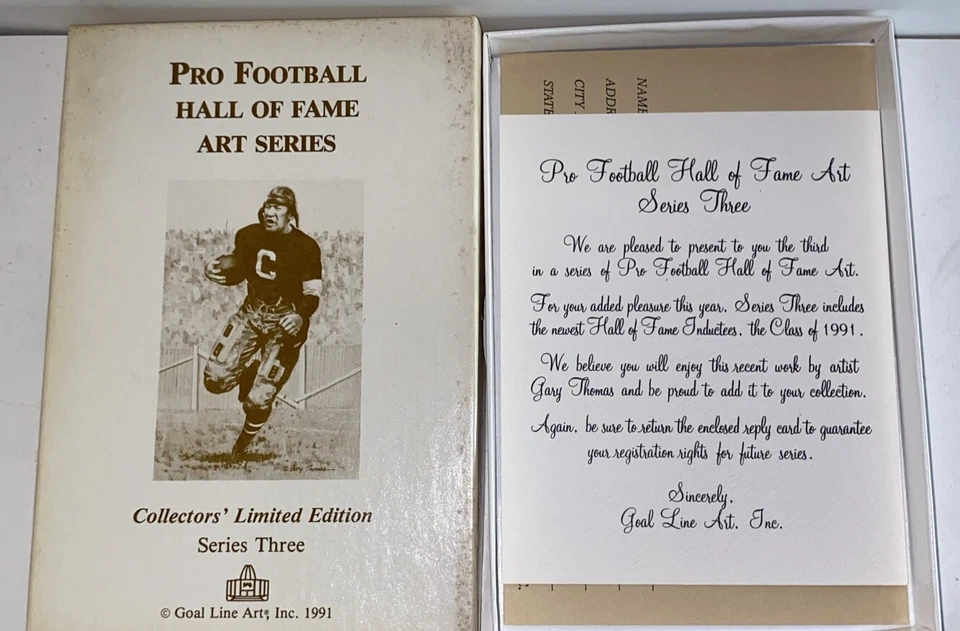 PRO FOOTBALL
HALL OF FAME
ART SERIES
C
© Gary Thomas
Collectors' Limited Edition
Series Three
© Goal Line Art, Inc. 1991
NAME
ADDR
CITY
STATE
Pro Football Hall of Fame Art
Series Three
We are pleased to present to you the third
in a series of Pro Football Hall of Fame Art.
For your added pleasure this year, Series Three includes
the newest Hall of Fame Inductees, the Class of 1991.
We believe you will enjoy this recent work by artist
Gary Thomas and be proud to add it to your collection.
Again, be sure to return the enclosed reply card to guarantee
your registration rights for future series.
Sincerely,
Goal Line Art, Inc.